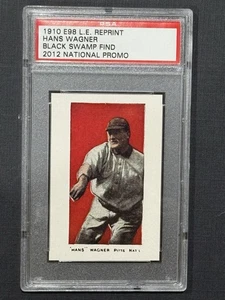 1910 E98 L.E. REPRINT
HANS WAGNER
BLACK SWAMP FIND
2012 NATIONAL PROMO
"HANS" WAGNER PITTS NAT'L